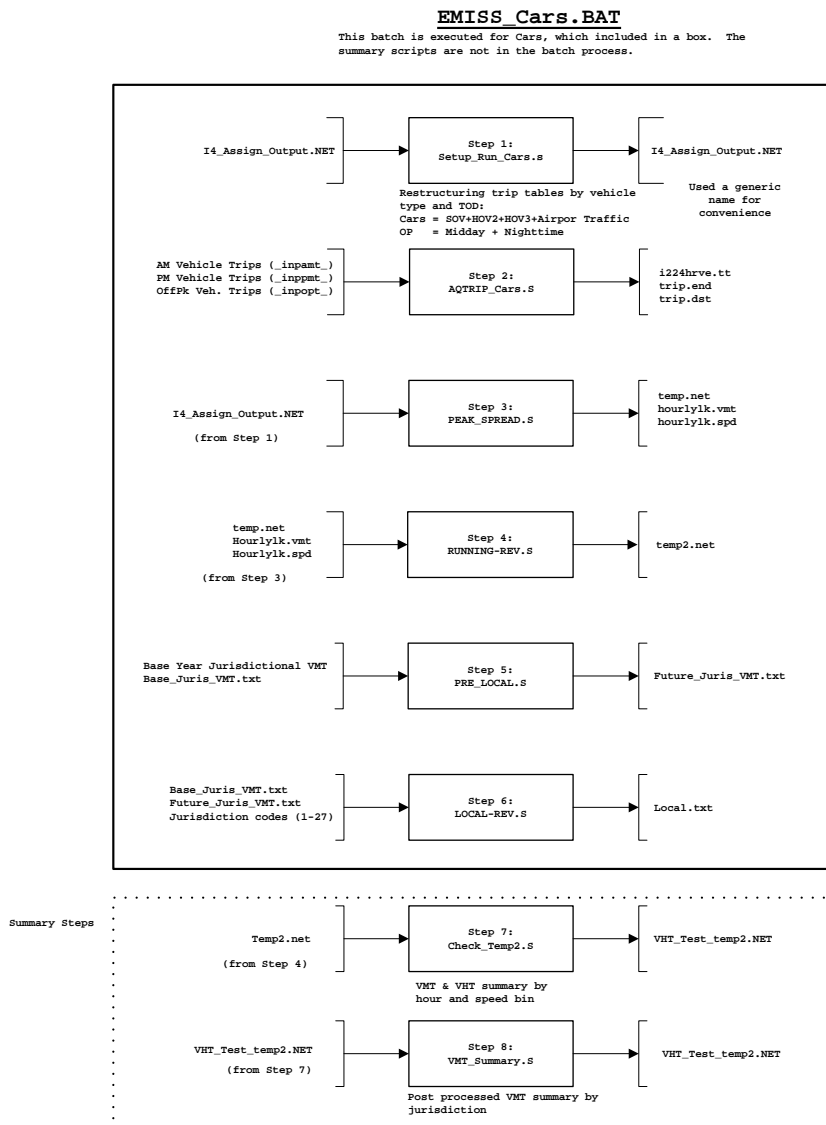 EMISS_Cars.BAT
This batch is executed for Cars, which included in a box. The
summary scripts are not in the batch process.
I4_Assign_Output.NET
Step 1:
Setup_Run_Cars.s
I4_Assign_Output.NET
Used a generic
name for
convenience
Restructuring trip tables by vehicle
type and TOD:
Cars = SOV+HOV2+HOV3+Airpor Traffic
OP = Midday + Nighttime
AM Vehicle Trips (_inpamt_)
PM Vehicle Trips (_inppmt_)
OffPk Veh. Trips (_inpopt_)
Step 2:
AQTRIP_Cars.S
i224hrve.tt
trip.end
trip.dst
I4_Assign_Output.NET
(from Step 1)
Step 3:
PEAK_SPREAD.S
temp.net
hourlylk.vmt
hourlylk.spd
temp.net
Hourlylk.vmt
Hourlylk.spd
(from Step 3)
Step 4:
RUNNING-REV.S
temp2.net
Base Year Jurisdictional VMT
Base_Juris_VMT.txt
Step 5:
PRE_LOCAL.S
Future_Juris_VMT.txt
Base_Juris_VMT.txt
Future_Juris_VMT.txt
Jurisdiction codes (1-27)
Step 6:
LOCAL-REV.S
Local.txt
Summary Steps
Temp2.net
(from Step 4)
Step 7:
Check_Temp2.S
VHT_Test_temp2.NET
VMT & VHT summary by
hour and speed bin
VHT_Test_temp2.NET
(from Step 7)
Step 8:
VMT_Summary.S
VHT_Test_temp2.NET
Post processed VMT summary by
jurisdiction